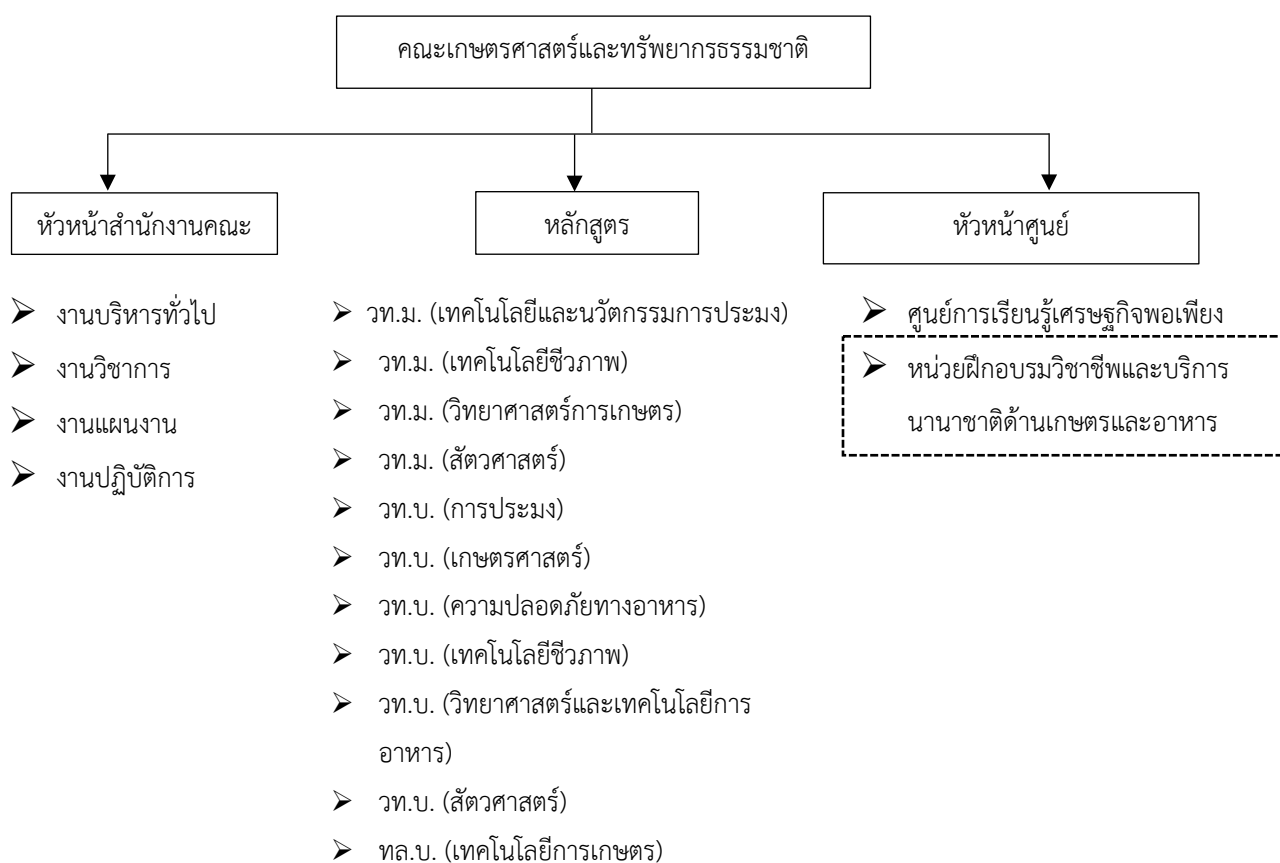 คณะเกษตรศาสตร์และทรัพยากรธรรมชาติ
หัวหน้าสำนักงานคณะ
งานบริหารทั่วไป
งานวิชาการ
งานแผนงาน
งานปฏิบัติการ
หลักสูตร
วท.ม. (เทคโนโลยีและนวัตกรรมการประมง)
วท.ม. (เทคโนโลยีชีวภาพ)
วท.ม. (วิทยาศาสตร์การเกษตร)
วท.ม. (สัตวศาสตร์)
วท.บ. (การประมง)
วท.บ. (เกษตรศาสตร์)
วท.บ. (ความปลอดภัยทางอาหาร)
วท.บ. (เทคโนโลยีชีวภาพ)
วท.บ. (วิทยาศาสตร์และเทคโนโลยีการ
อาหาร)
วท.บ. (สัตวศาสตร์)
ทล.บ. (เทคโนโลยีการเกษตร)
หัวหน้าศูนย์
ศูนย์การเรียนรู้เศรษฐกิจพอเพียง
หน่วยฝึกอบรมวิชาชีพและบริการ
นานาชาติด้านเกษตรและอาหาร